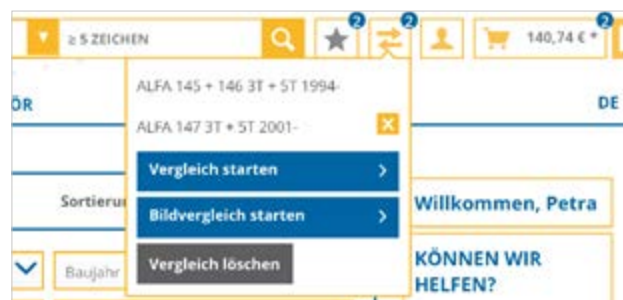 ≥ 5 ZEICHEN
2
2
140,74 € *
2
ÖR
DE
ALFA 145 + 146 3T + 5T 1994-
ALFA 147 3T + 5T 2001-
Vergleich starten
Bildvergleich starten
Vergleich löschen
Sortieru
Baujahr
Willkommen, Petra
KÖNNEN WIR
HELFEN?